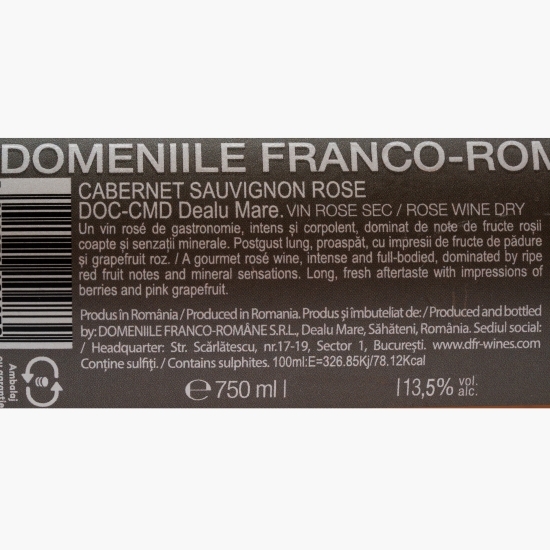 DOMENIILE FRANCO-ROM
CABERNET SAUVIGNON ROSE
DOC-CMD Dealu Mare. VIN ROSE SEC / ROSE WINE DRY
Un vin rosé de gastronomie, intens și corpolent, dominat de note de fructe roșii
coapte și senzații minerale. Postgust lung, proaspăt, cu impresii de fructe de pădure
și grapefruit roz. / A gourmet rosé wine, intense and full-bodied, dominated by ripe
red fruit notes and mineral sensations. Long, fresh aftertaste with impressions of
berries and pink grapefruit.
Produs în România / Produced in Romania. Produs și îmbuteliat de: / Produced and bottled
by: DOMENIILE FRANCO-ROMÂNE S.R.L., Dealu Mare, Săhăteni, România. Sediul social:
/ Headquarter: Str. Scărlătescu, nr.17-19, Sector 1, București. www.dfr-wines.com
Conține sulfiți. / Contains sulphites. 100ml:E=326.85Kj/78.12Kcal
℮ 750 ml | | 13,5% vol. alc.
Ambalaj
cu garanție